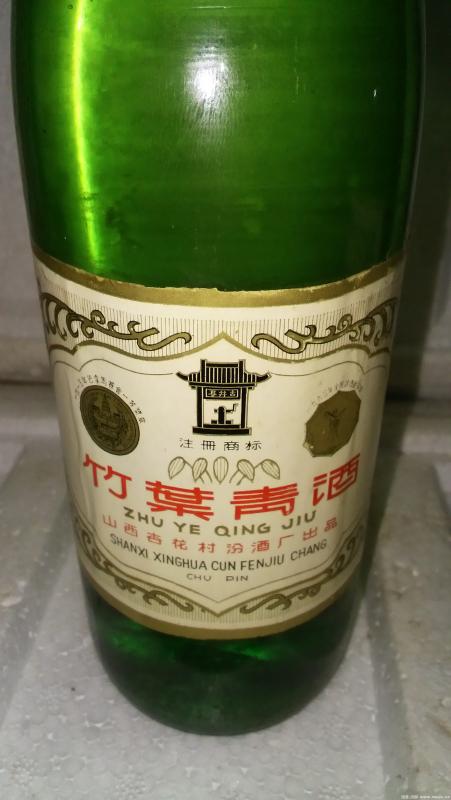 古井亭
注冊商标
竹葉青酒
ZHU YE QING JIU
山西杏花村汾酒厂出品
SHANXI XINGHUA CUN FENJIU CHANG
CHU PIN